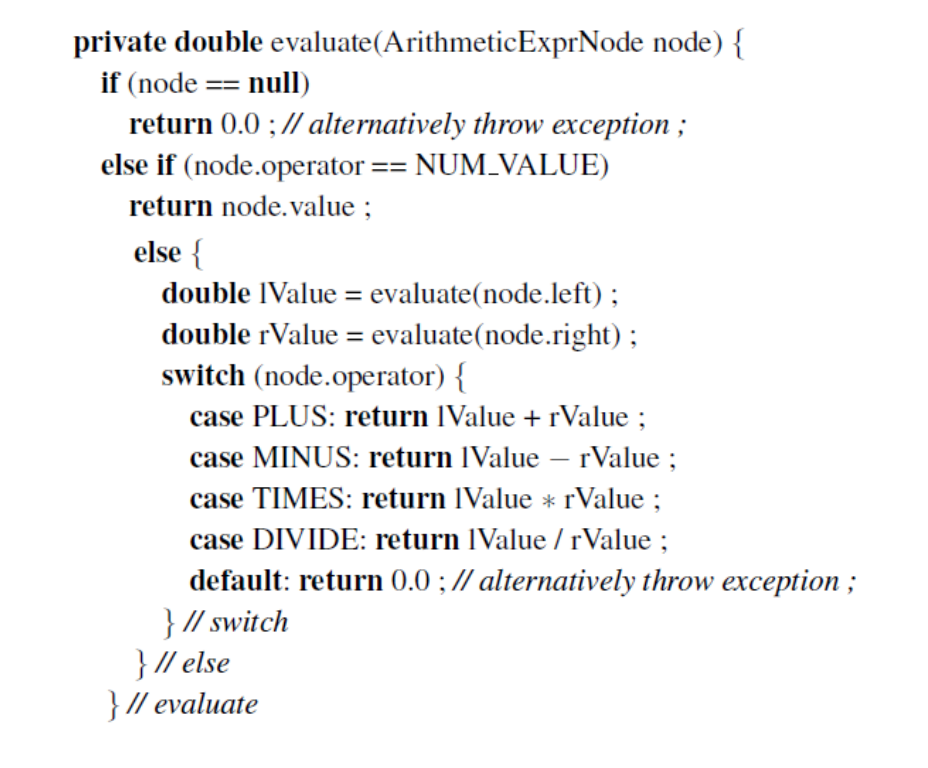 private double evaluate(ArithmeticExprNode node) {
if (node == null)
return 0.0 ; // alternatively throw exception ;
else if (node.operator == NUM_VALUE)
return node.value ;
else {
double lValue = evaluate(node.left) ;
double rValue = evaluate(node.right) ;
switch (node.operator) {
case PLUS: return lValue + rValue ;
case MINUS: return lValue − rValue ;
case TIMES: return lValue ∗ rValue ;
case DIVIDE: return lValue / rValue ;
default: return 0.0 ; // alternatively throw exception ;
} // switch
} // else
} // evaluate